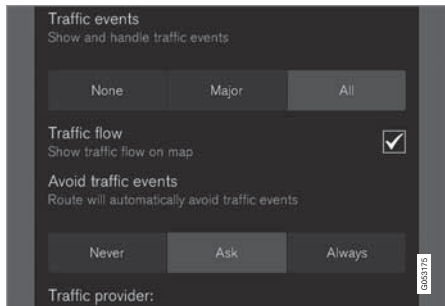 Traffic events
Show and handle traffic events
None Major All
Traffic flow
Show traffic flow on map
Avoid traffic events
Route will automatically avoid traffic events
Never Ask Always
G053175
Traffic provider: